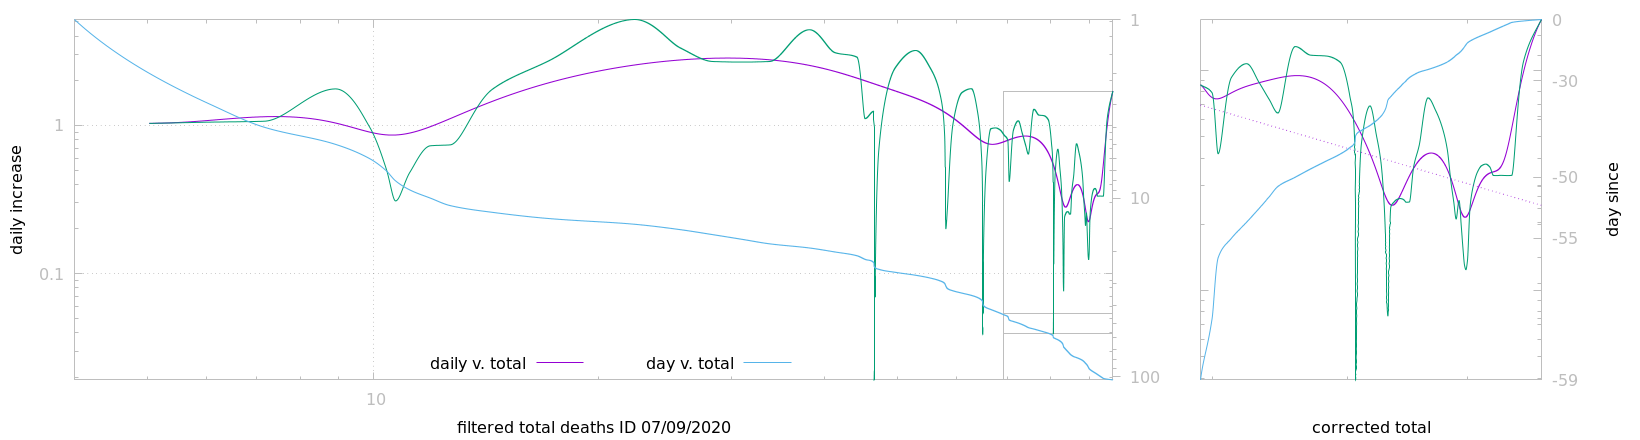 daily increase
1
0.1
10
daily v. total
day v. total
filtered total deaths ID 07/09/2020
1
10
100
0
-30
-50
-55
-59
day since
corrected total